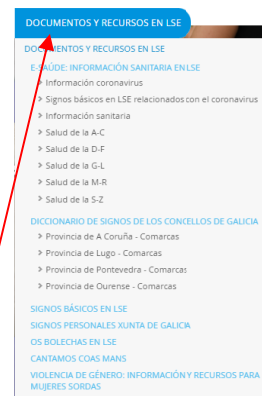 DOCUMENTOS Y RECURSOS EN LSE
DOCUMENTOS Y RECURSOS EN LSE
E-SAÚDE: INFORMACIÓN SANITARIA EN LSE
> Información coronavirus
> Signos básicos en LSE relacionados con el coronavirus
> Información sanitaria
> Salud de la A-C
> Salud de la D-F
> Salud de la G-L
> Salud de la M-R
> Salud de la S-Z
DICCIONARIO DE SIGNOS DE LOS CONCELLOS DE GALICIA
> Provincia de A Coruña - Comarcas
> Provincia de Lugo - Comarcas
> Provincia de Pontevedra - Comarcas
> Provincia de Ourense - Comarcas
SIGNOS BÁSICOS EN LSE
SIGNOS PERSONALES XUNTA DE GALICIA
OS BOLECHAS EN LSE
CANTAMOS COAS MANS
VIOLENCIA DE GÉNERO: INFORMACIÓN Y RECURSOS PARA
MUJERES SORDAS